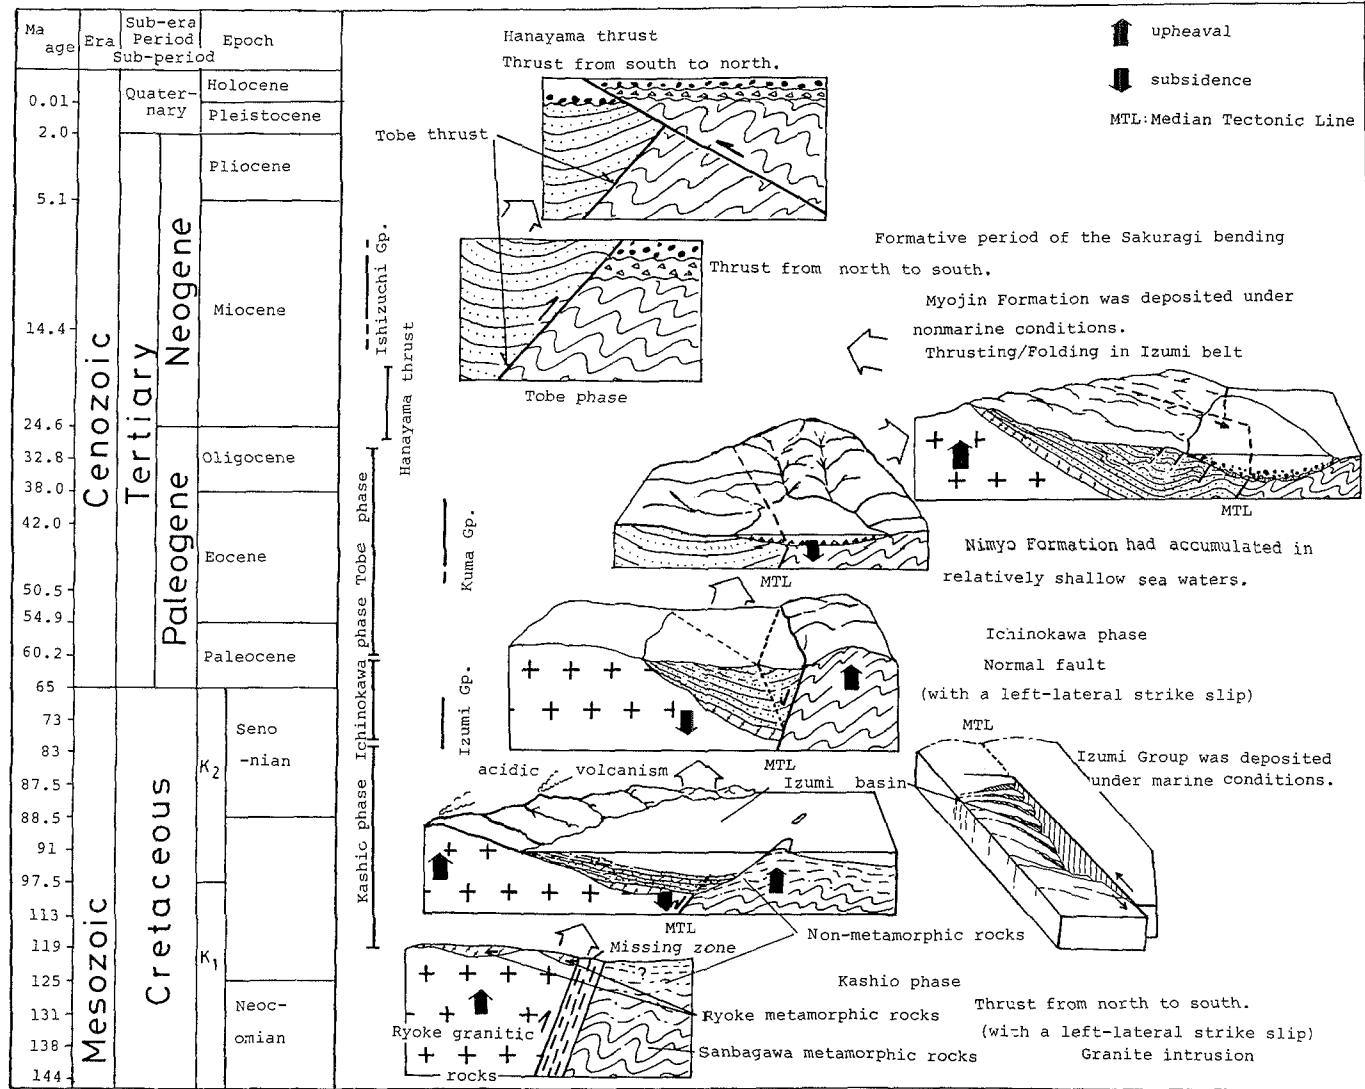 Ma
age
Era
Sub-era
Period
Sub-period
Epoch
0.01
2.0
5.1
14.4
24.6
32.8
38.0
42.0
50.5
54.9
60.2
65
73
83
87.5
88.5
91
97.5
113
119
125
131
138
144
Cenozoic
Mesozoic
Quater-
nary
Tertiary
Neogene
Paleogene
Cretaceous
K2
K1
Holocene
Pleistocene
Pliocene
Miocene
Oligocene
Eocene
Paleocene
Seno
-nian
Neoc-
omian
Ishizuchi Gp.
Hanayama thrust
Kuma Gp.
Izumi Gp.
Tobe phase
Ichinokawa phase
Kashic phase
Hanayama thrust
Thrust from south to north.
upheaval
subsidence
MTL:Median Tectonic Line
Tobe thrust
Formative period of the Sakuragi bending
Thrust from north to south.
Myojin Formation was deposited under
nonmarine conditions.
Thrusting/Folding in Izumi belt
Tobe phase
MTL
Nimyo Formation had accumulated in
relatively shallow sea waters.
MTL
Ichinokawa phase
Normal fault
(with a left-lateral strike slip)
MTL
MTL
acidic volcanism
Izumi basin
Izumi Group was deposited
under marine conditions.
MTL
Missing zone
Non-metamorphic rocks
?
Kashio phase
Thrust from north to south.
(with a left-lateral strike slip)
Granite intrusion
Ryoke metamorphic rocks
Sanbagawa metamorphic rocks
Ryoke granitic
rocks